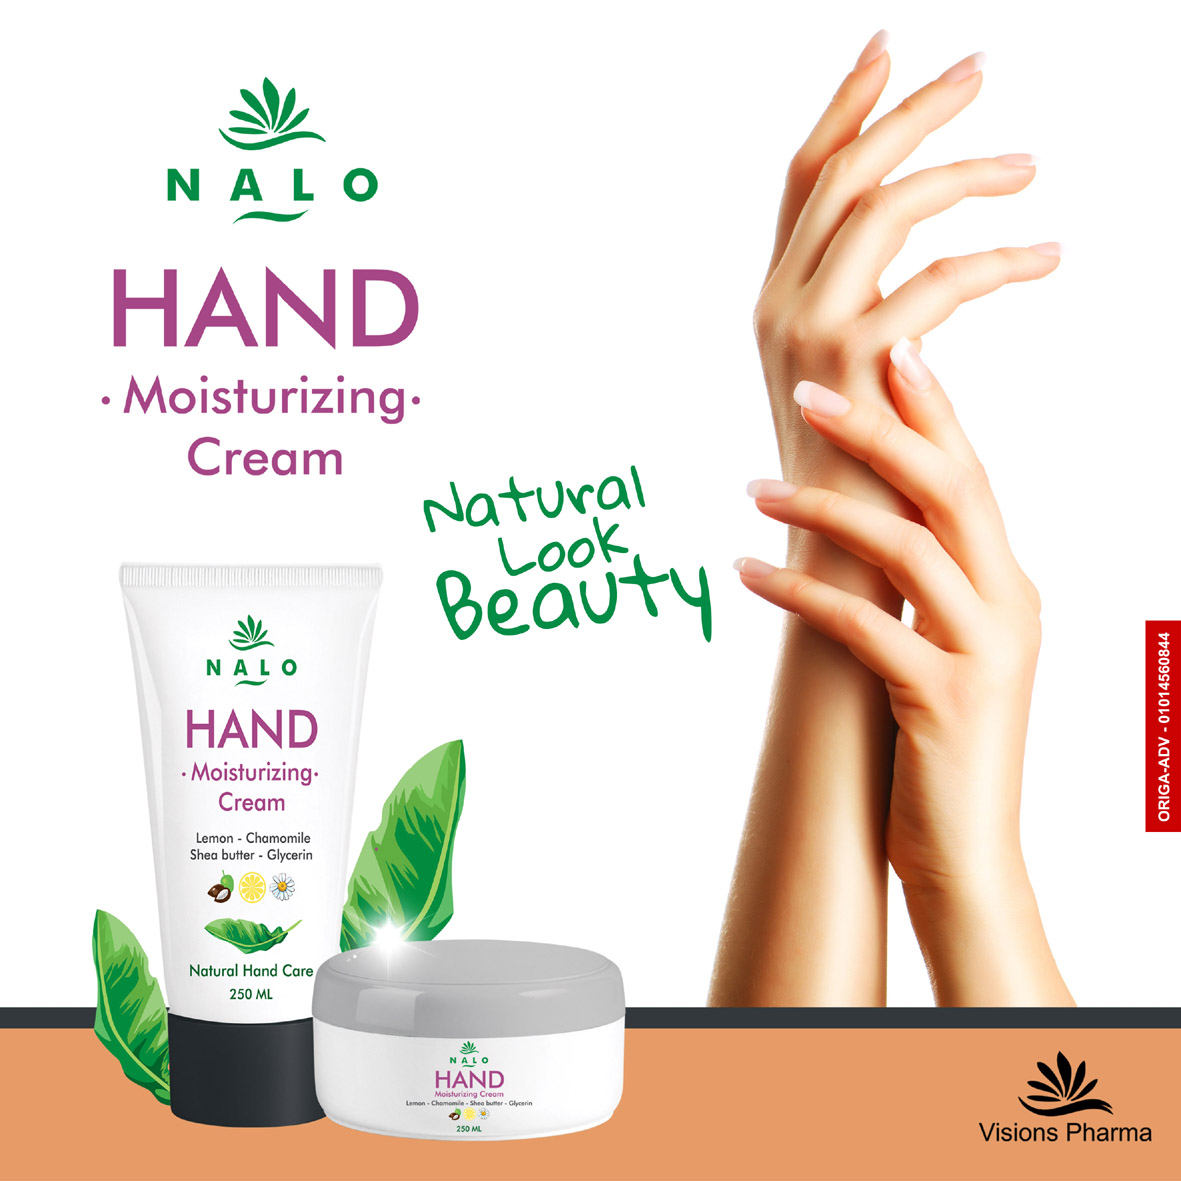 NALO
HAND
· Moisturizing ·
Cream
Natural
Look
Beauty
NALO
HAND
· Moisturizing ·
Cream
Lemon - Chamomile
Shea butter - Glycerin
Natural Hand Care
250 ML
NALO
HAND
Moisturizing Cream
Lemon - Chamomile - Shea butter - Glycerin
250 ML
ORIGA-ADV - 01014560844
Visions Pharma